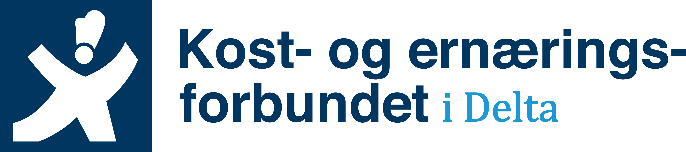 Kost- og ernærings-
forbundet i Delta